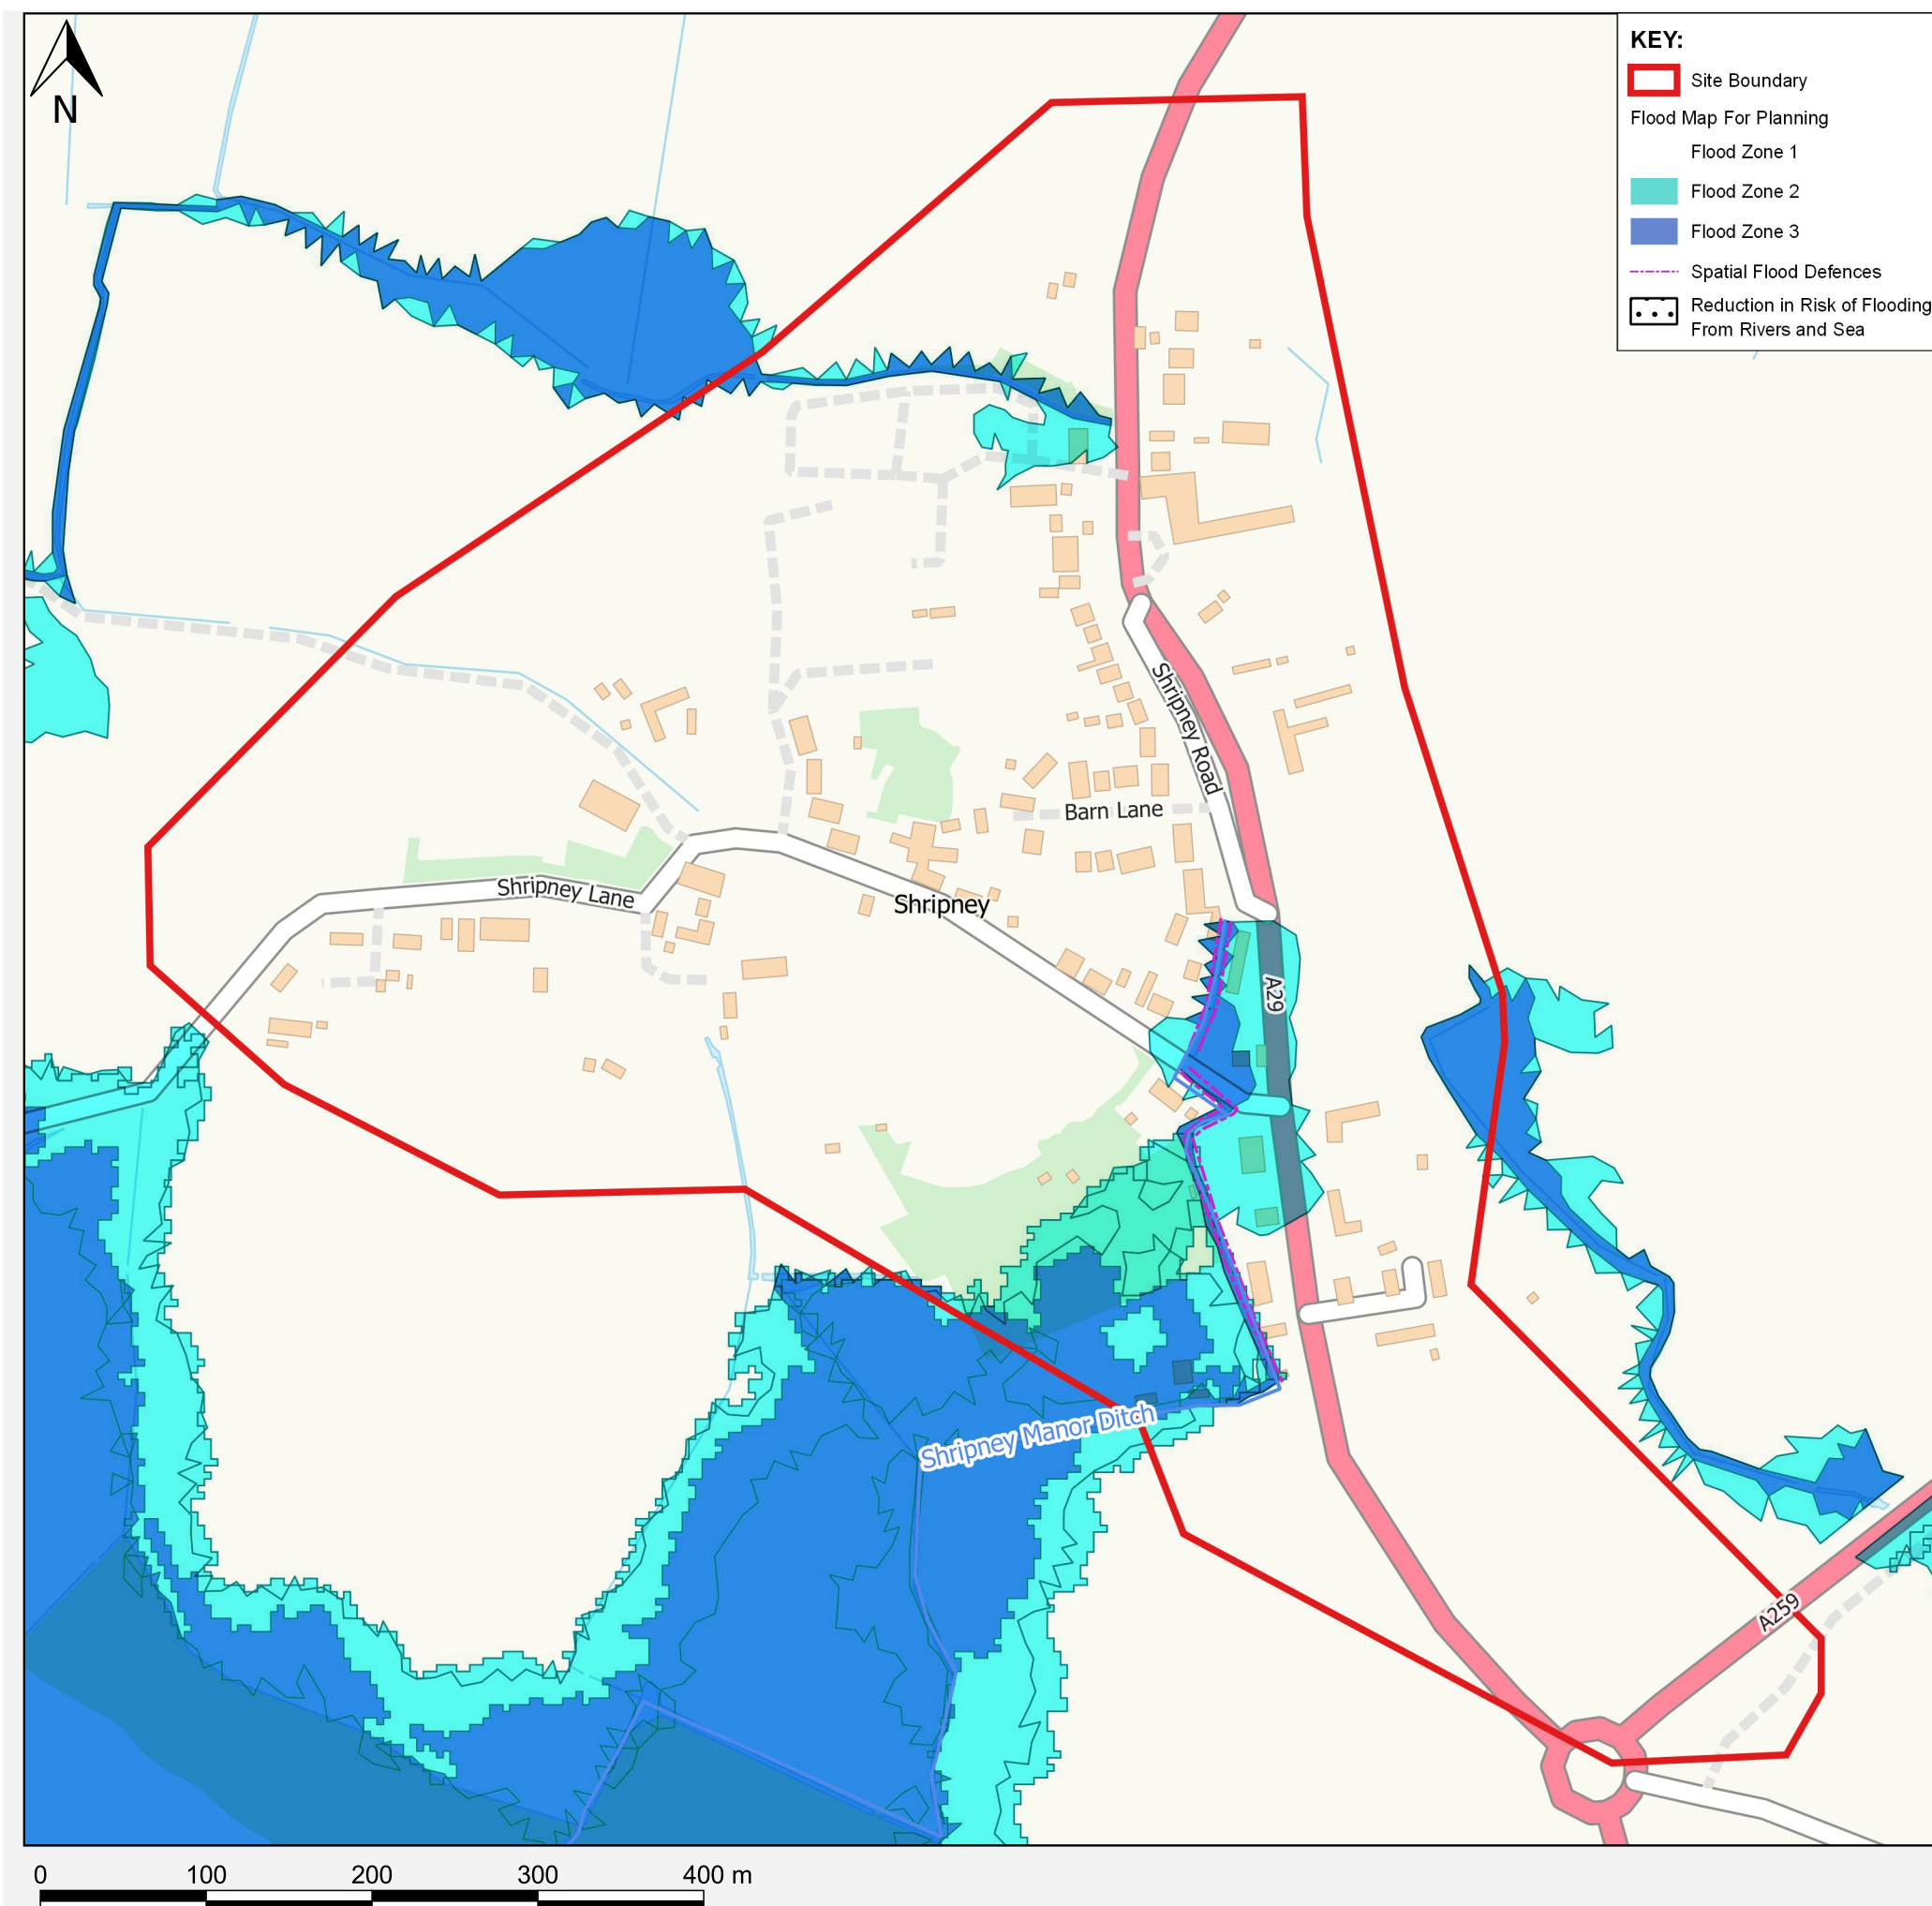 N
KEY:
Site Boundary
Flood Map For Planning
Flood Zone 1
Flood Zone 2
Flood Zone 3
Spatial Flood Defences
Reduction in Risk of Flooding
From Rivers and Sea
Shripney Road
Barn Lane
Shripney Lane
Shripney
A29
Shripney Manor Ditch
A259
0 100 200 300 400 m